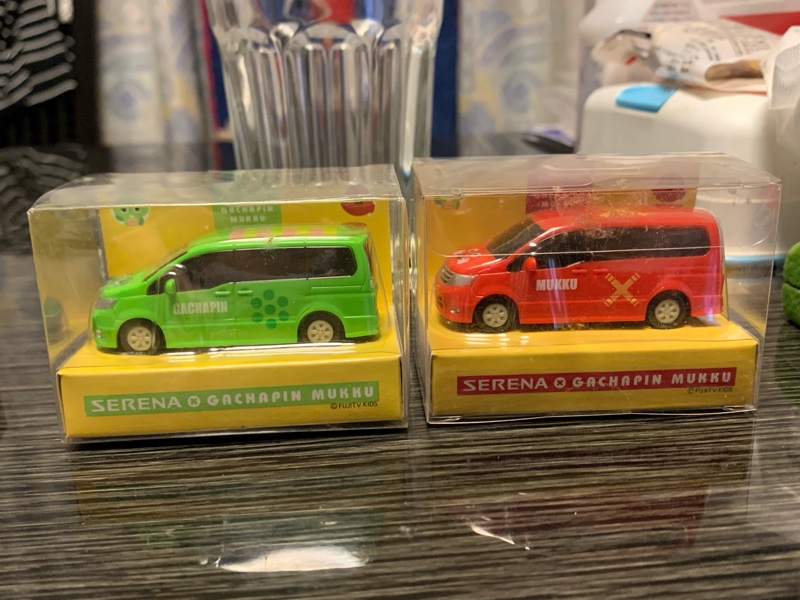 GACHAPIN
MUKKU
GACHAPIN
SERENA × GACHAPIN MUKKU
©FUJITV KIDS
MUKKU
SERENA × GACHAPIN MUKKU
©FUJITV KIDS